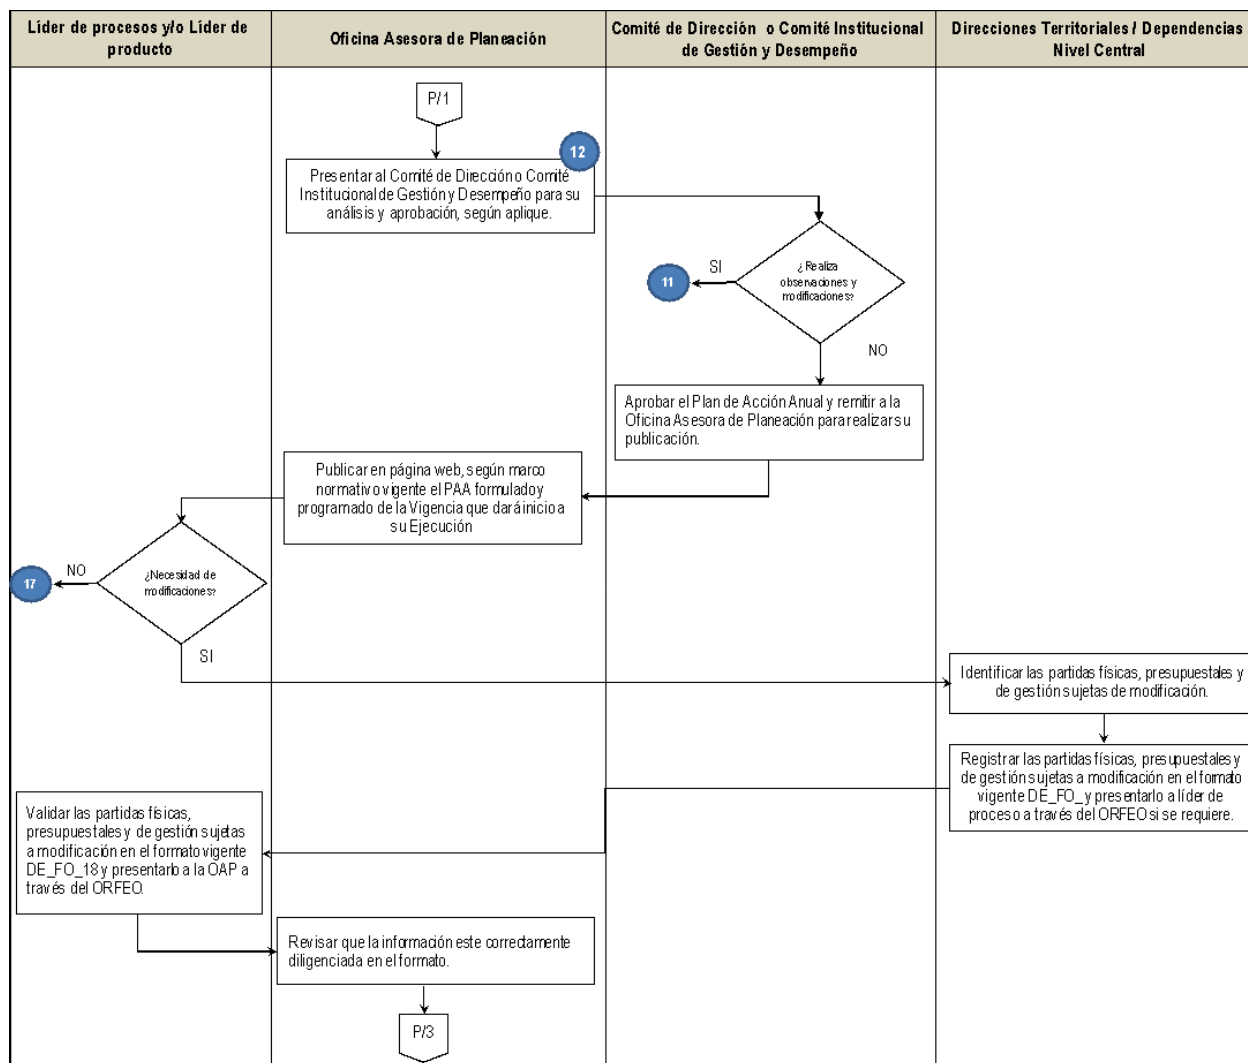 Líder de procesos y/o Líder de
producto
Oficina Asesora de Planeación
Comité de Dirección o Comité Institucional
de Gestión y Desempeño
Direcciones Territoriales / Dependencias
Nivel Central
P/1
12
Presentar al Comité de Dirección o Comité
Institucional de Gestión y Desempeño para su
análisis y aprobación, según aplique.
¿Realiza
observaciones y
modificaciones?
SI
11
NO
Aprobar el Plan de Acción Anual y remitir a la
Oficina Asesora de Planeación para realizar su
publicación.
Publicar en página web, según marco
normativo vigente el PAA formulado y
programado de la Vigencia que dará inicio a
su Ejecución
¿Necesidad de
modificaciones?
NO
17
SI
Identificar las partidas físicas, presupuestales y
de gestión sujetas de modificación.
Registrar las partidas físicas, presupuestales y
de gestión sujetas a modificación en el formato
vigente DE_FO_ y presentarlo a líder de
proceso a través del ORFEO si se requiere.
Validar las partidas físicas,
presupuestales y de gestión sujetas
a modificación en el formato vigente
DE_FO_18 y presentarlo a la OAP a
través del ORFEO.
Revisar que la información este correctamente
diligenciada en el formato.
P/3